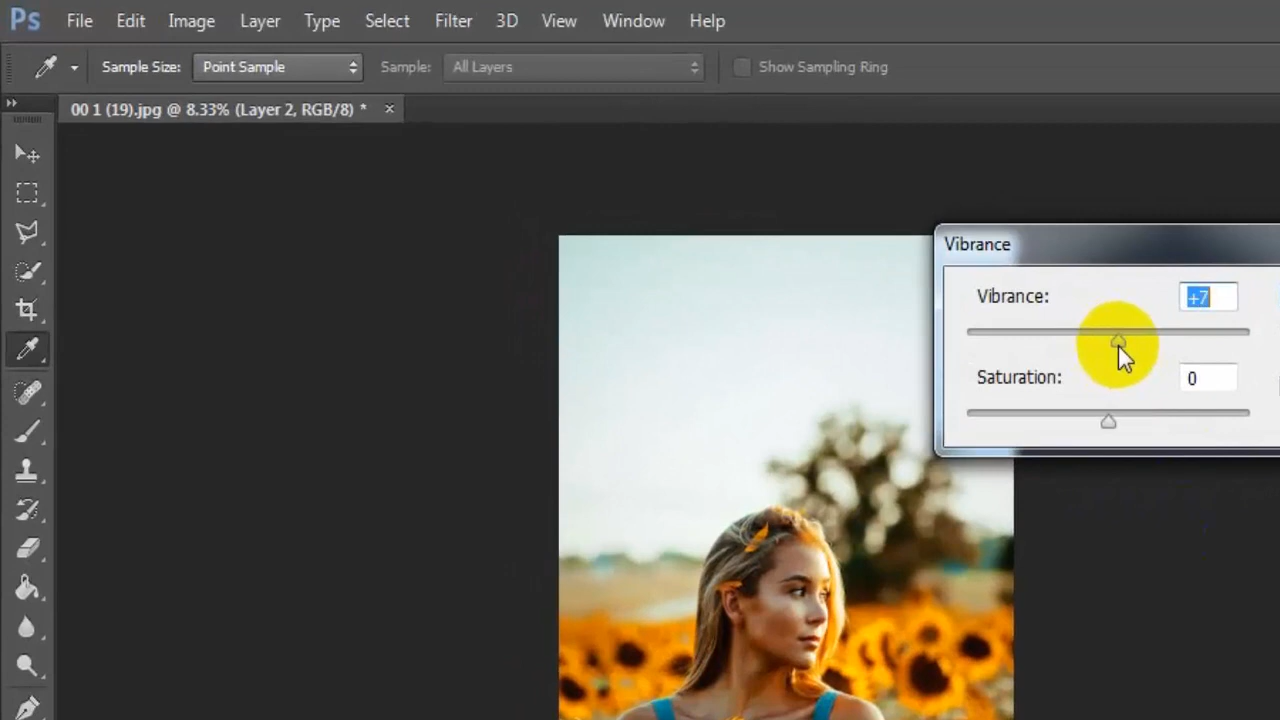 Ps File Edit Image Layer Type Select Filter 3D View Window Help
Sample Size: Point Sample Sample: All Layers Show Sampling Ring
00 1 (19).jpg @ 8.33% (Layer 2, RGB/8) * ×
Vibrance
Vibrance: +7
Saturation: 0